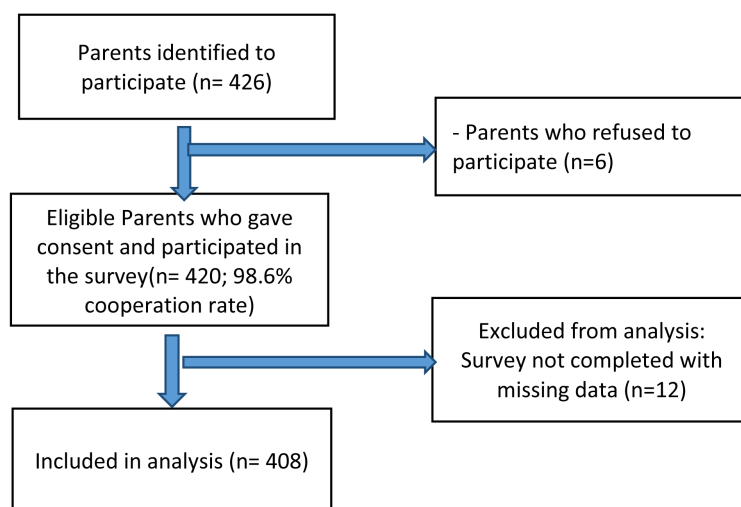 Parents identified to
participate (n= 426)
- Parents who refused to
participate (n=6)
Eligible Parents who gave
consent and participated in
the survey(n= 420; 98.6%
cooperation rate)
Excluded from analysis:
Survey not completed with
missing data (n=12)
Included in analysis (n= 408)